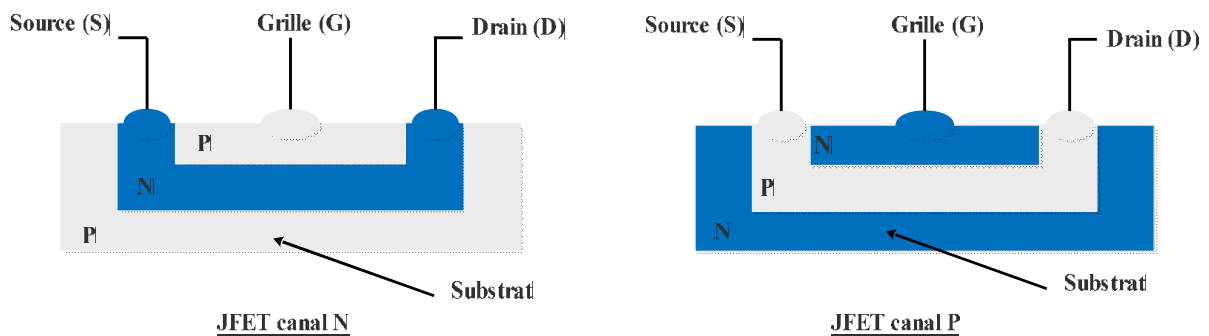 Source (S)
Grille (G)
Drain (D)
P
N
P
Substrat
JFET canal N
Source (S)
Grille (G)
Drain (D)
N
P
N
Substrat
JFET canal P